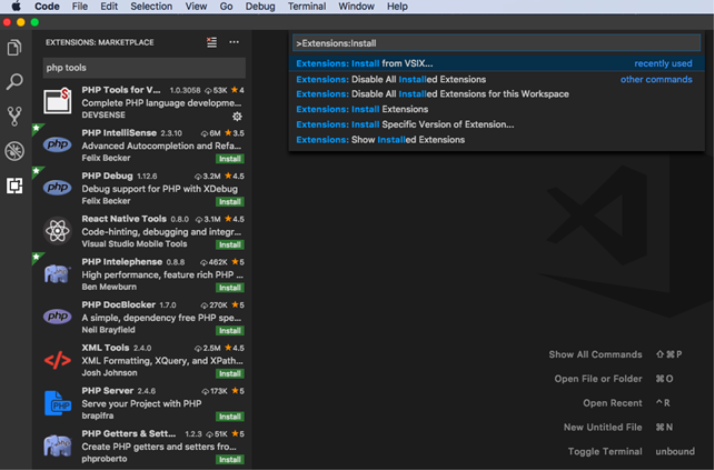 Code File Edit Selection View Go Debug Terminal Window Help
EXTENSIONS: MARKETPLACE
php tools
PHP Tools for V... 1.0.3058 53K ★4
Complete PHP language developme...
DEVSENSE
PHP IntelliSense 2.3.10 6M ★3.5
Advanced Autocompletion and Refa...
Felix Becker Install
PHP Debug 1.12.6 3.2M ★4.5
Debug support for PHP with XDebug
Felix Becker Install
React Native Tools 0.8.0 3.1M ★4.5
Code-hinting, debugging and integr...
Visual Studio Mobile Tools Install
PHP Intelephense 0.8.8 462K ★5
High performance, feature rich PHP ...
Ben Mewburn Install
PHP DocBlocker 1.7.0 270K ★5
A simple, dependency free PHP spe...
Neil Brayfield Install
XML Tools 2.4.0 2.5M ★4.5
XML Formatting, XQuery, and XPath...
Josh Johnson Install
PHP Server 2.4.6 173K ★5
Serve your Project with PHP
brapifra Install
PHP Getters & Sett... 1.2.3 51K ★5
Create PHP getters and setters fro...
phproberto Install
php
php
php
PHP
>Extensions:Install
Extensions: Install from VSIX... recently used
Extensions: Disable All Installed Extensions other commands
Extensions: Disable All Installed Extensions for this Workspace
Extensions: Install Extensions
Extensions: Install Specific Version of Extension...
Extensions: Show Installed Extensions
Show All Commands ⇧⌘P
Open File or Folder ⌘O
Open Recent ^R
New Untitled File ⌘N
Toggle Terminal unbound